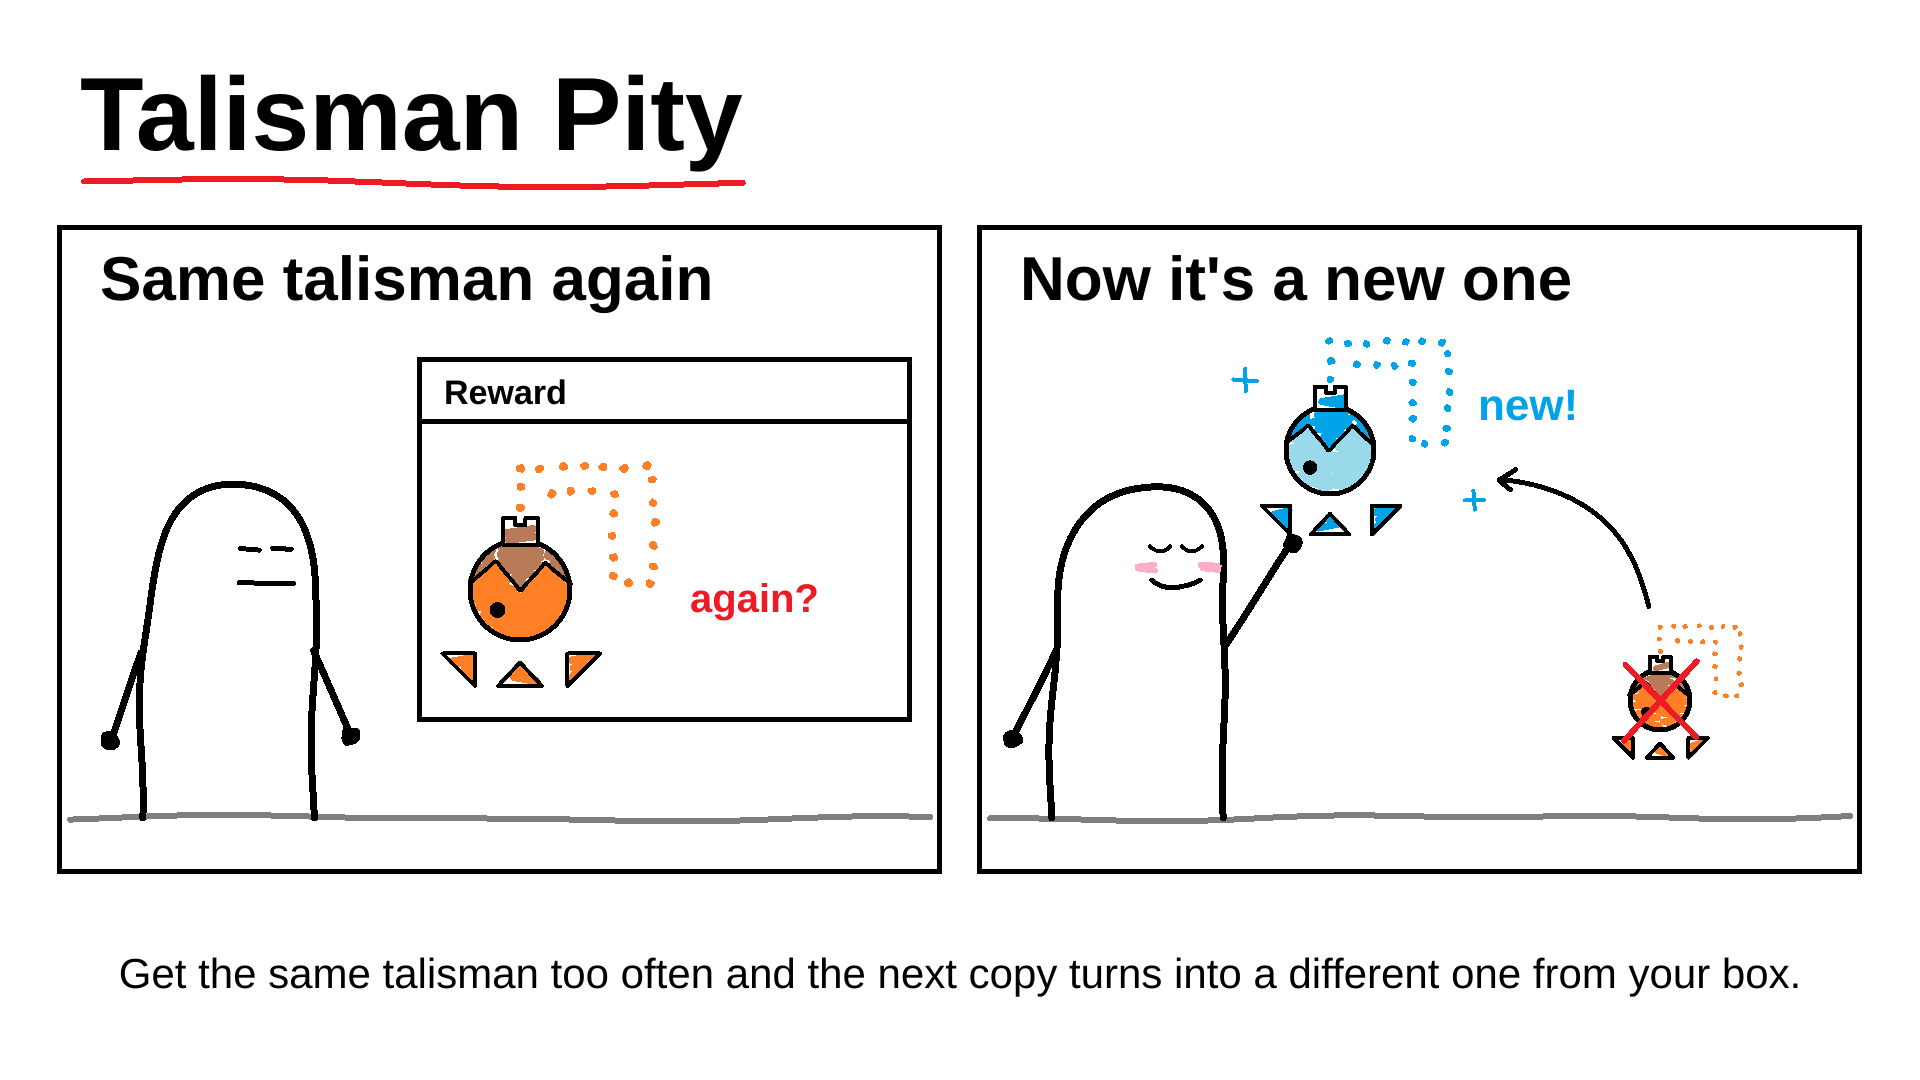 Talisman Pity
Same talisman again
Reward
again?
Now it's a new one
new!
Get the same talisman too often and the next copy turns into a different one from your box.